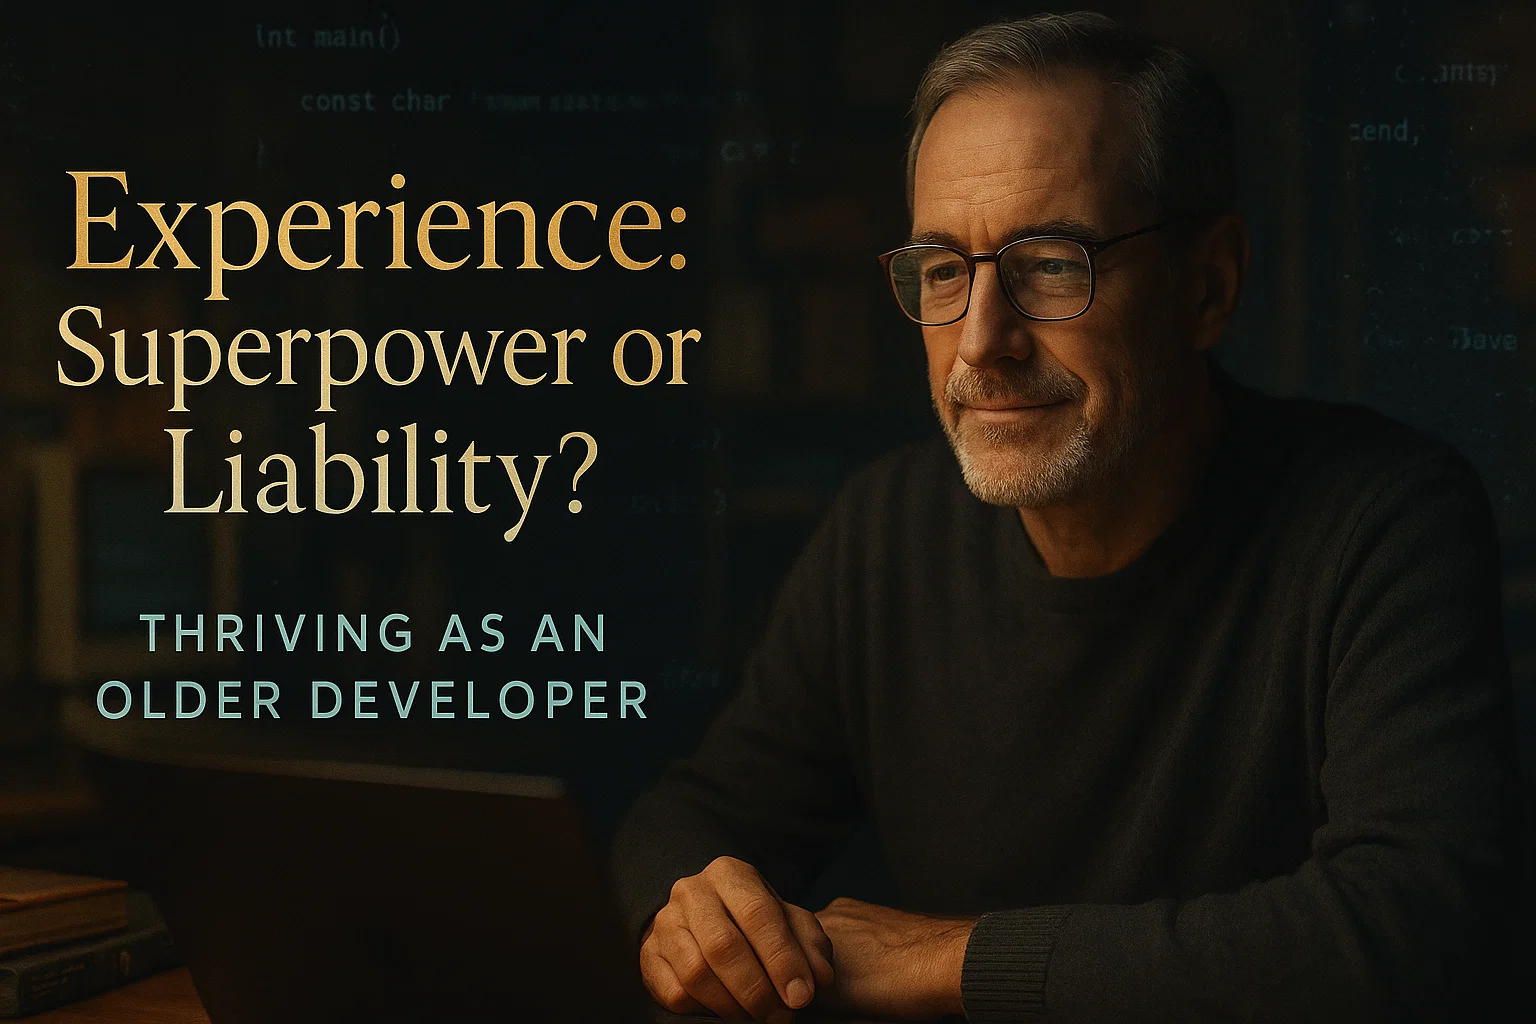 int main()
const char
Experience:
Superpower or
Liability?
THRIVING AS AN
OLDER DEVELOPER